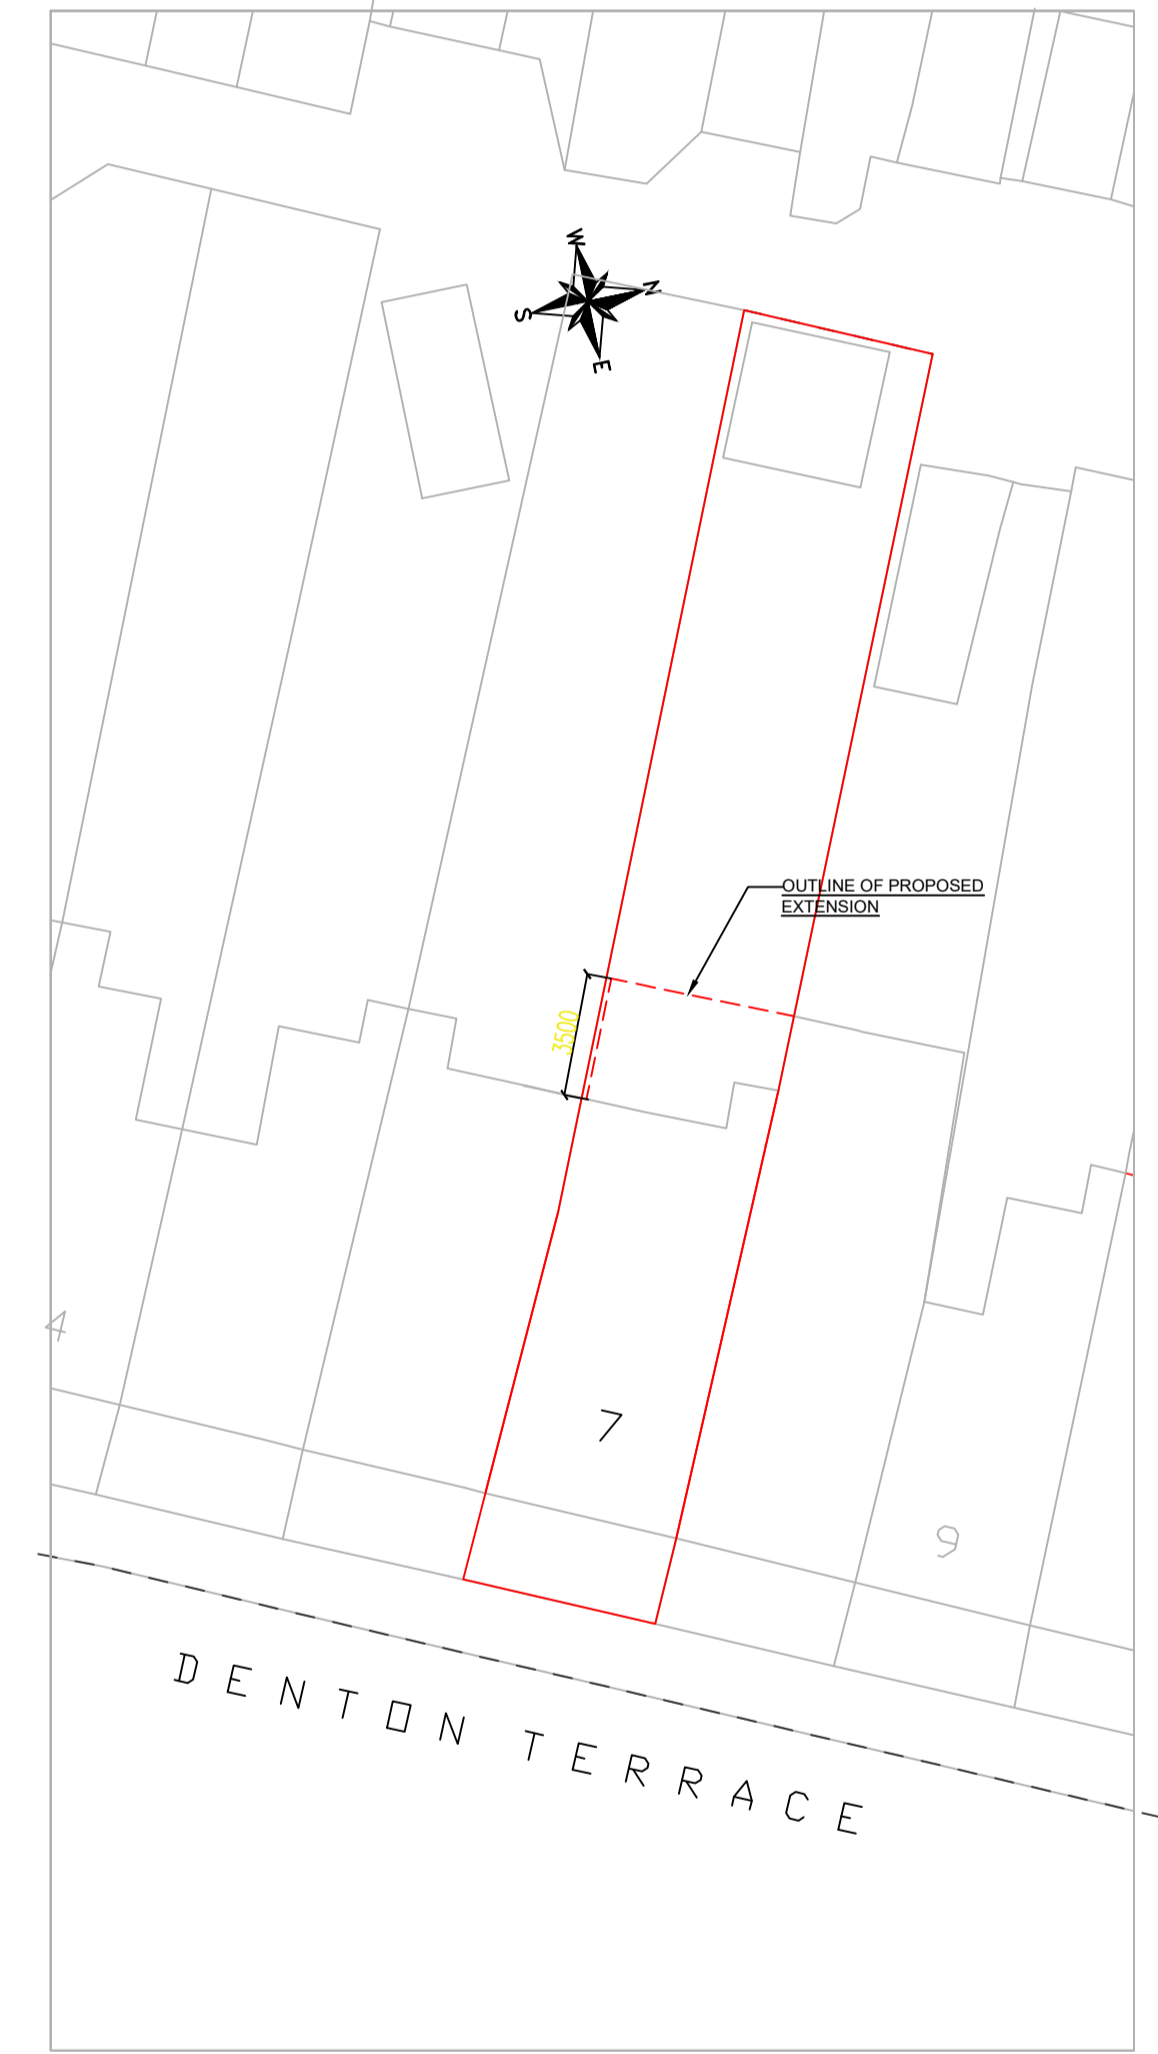 W
N
S
E
OUTLINE OF PROPOSED
EXTENSION
3500
4
7
9
DENTON TERRACE